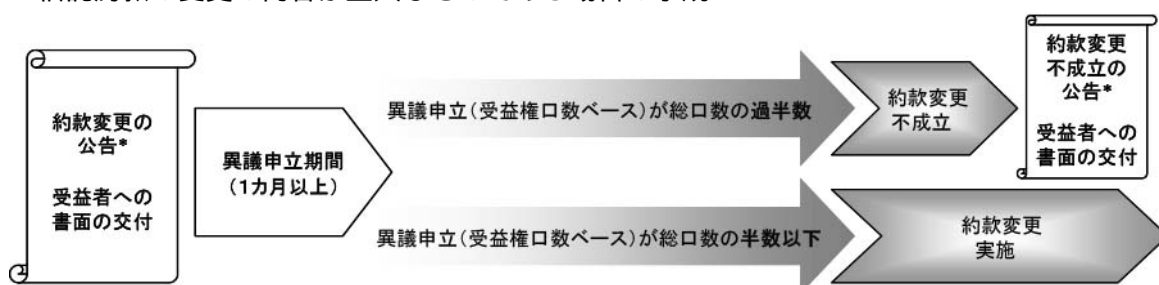 約款変更の
公告*
受益者への
書面の交付
異議申立期間
(1カ月以上)
異議申立(受益権口数ベース)が総口数の過半数
約款変更
不成立
約款変更
不成立の
公告*
受益者への
書面の交付
異議申立(受益権口数ベース)が総口数の半数以下
約款変更
実施